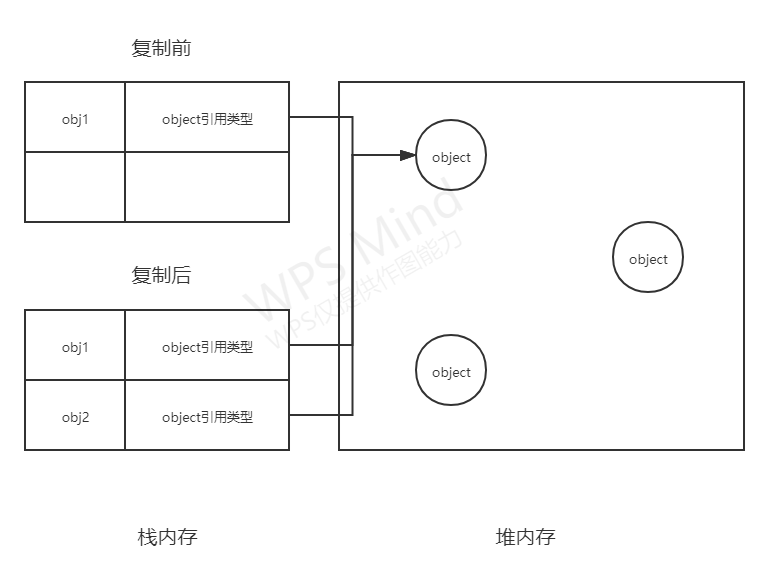 复制前
obj1 object引用类型
object
object
复制后
obj1 object引用类型
obj2 object引用类型
object
栈内存 堆内存
WPS Mind
WPS仅提供作图能力